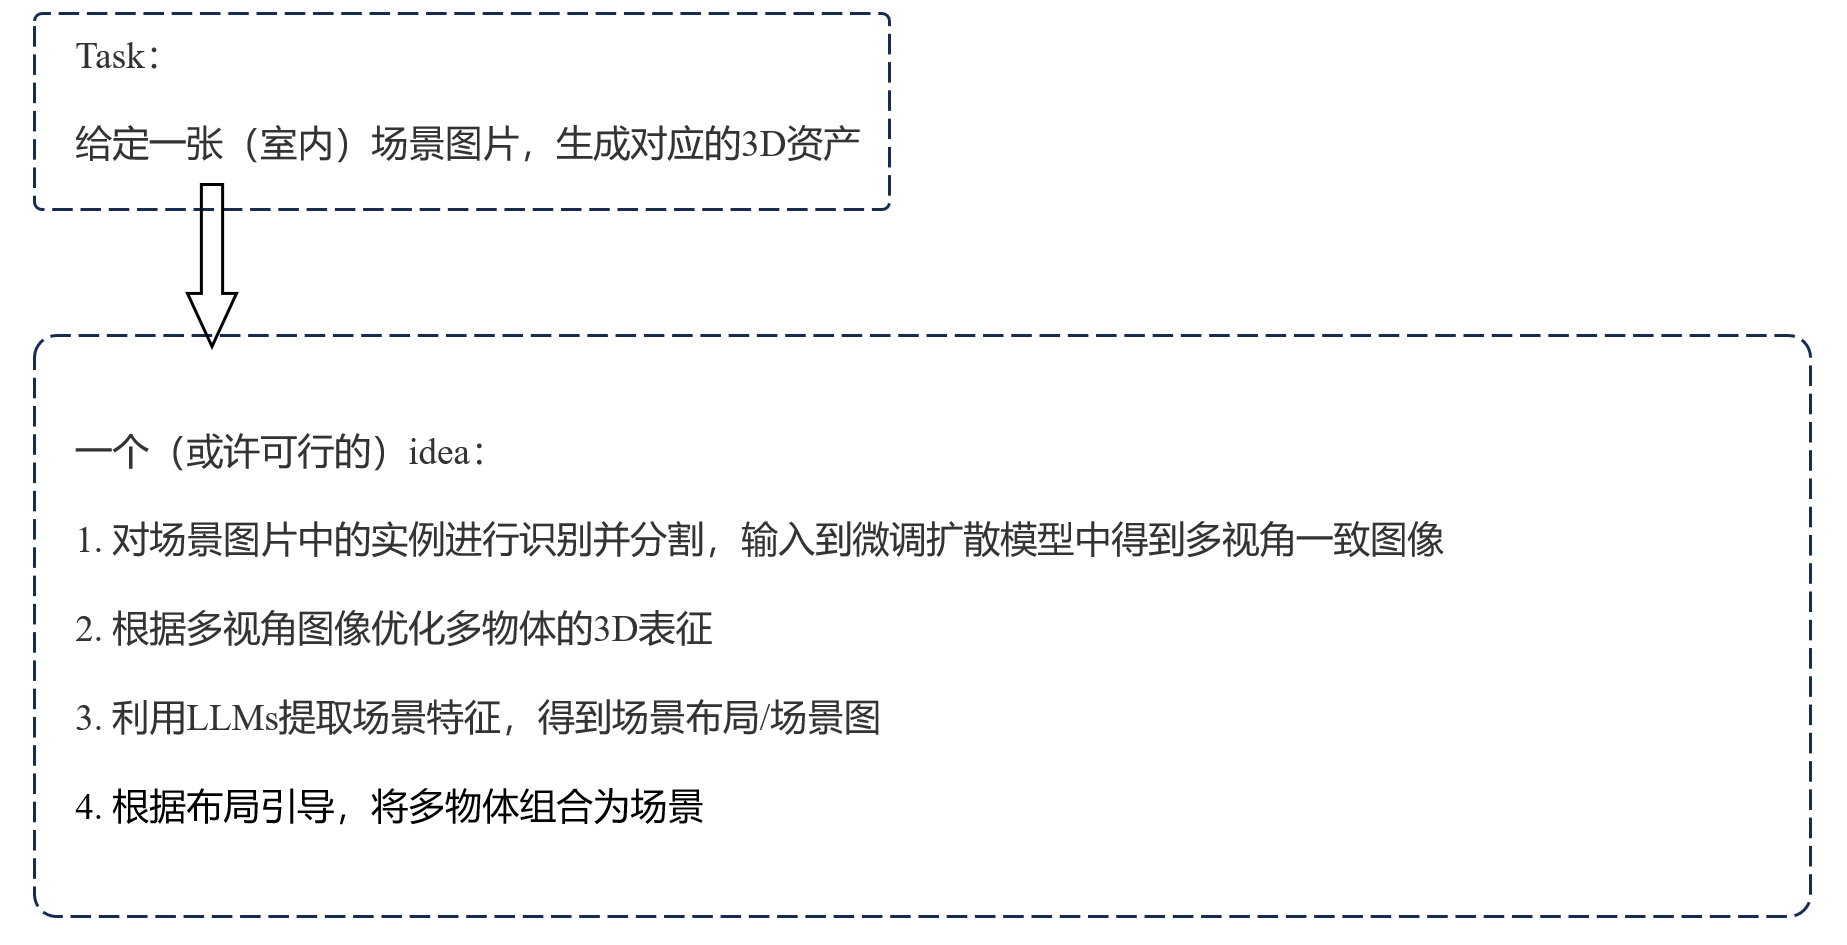 Task：
给定一张（室内）场景图片，生成对应的3D资产
一个（或许可行的）idea：
1. 对场景图片中的实例进行识别并分割，输入到微调扩散模型中得到多视角一致图像
2. 根据多视角图像优化多物体的3D表征
3. 利用LLMs提取场景特征，得到场景布局/场景图
4. 根据布局引导，将多物体组合为场景